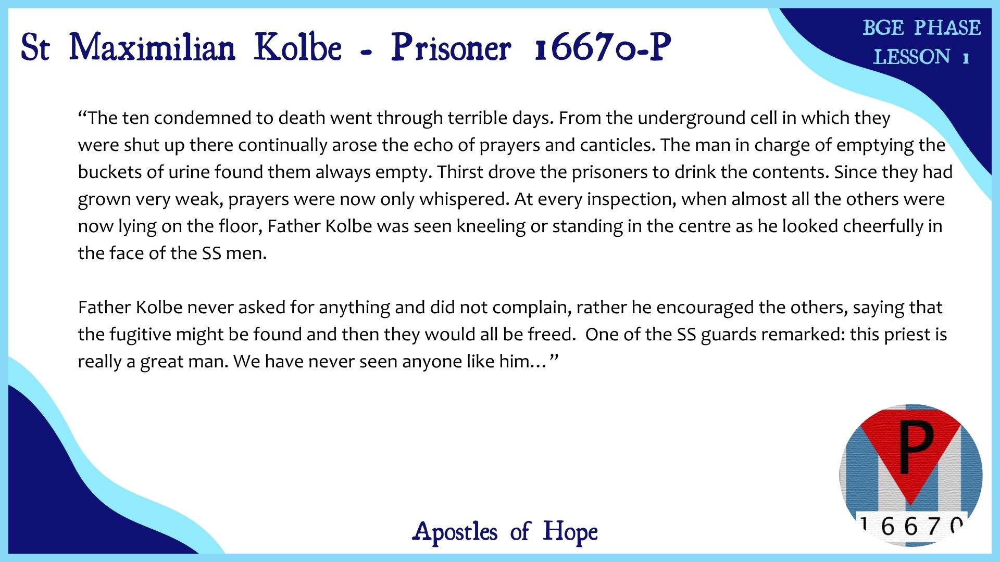 St Maximilian Kolbe - Prisoner 16670-P
BGE PHASE
LESSON 1
“The ten condemned to death went through terrible days. From the underground cell in which they
were shut up there continually arose the echo of prayers and canticles. The man in charge of emptying the
buckets of urine found them always empty. Thirst drove the prisoners to drink the contents. Since they had
grown very weak, prayers were now only whispered. At every inspection, when almost all the others were
now lying on the floor, Father Kolbe was seen kneeling or standing in the centre as he looked cheerfully in
the face of the SS men.
Father Kolbe never asked for anything and did not complain, rather he encouraged the others, saying that
the fugitive might be found and then they would all be freed.  One of the SS guards remarked: this priest is
really a great man. We have never seen anyone like him…”
P
16670
Apostles of Hope